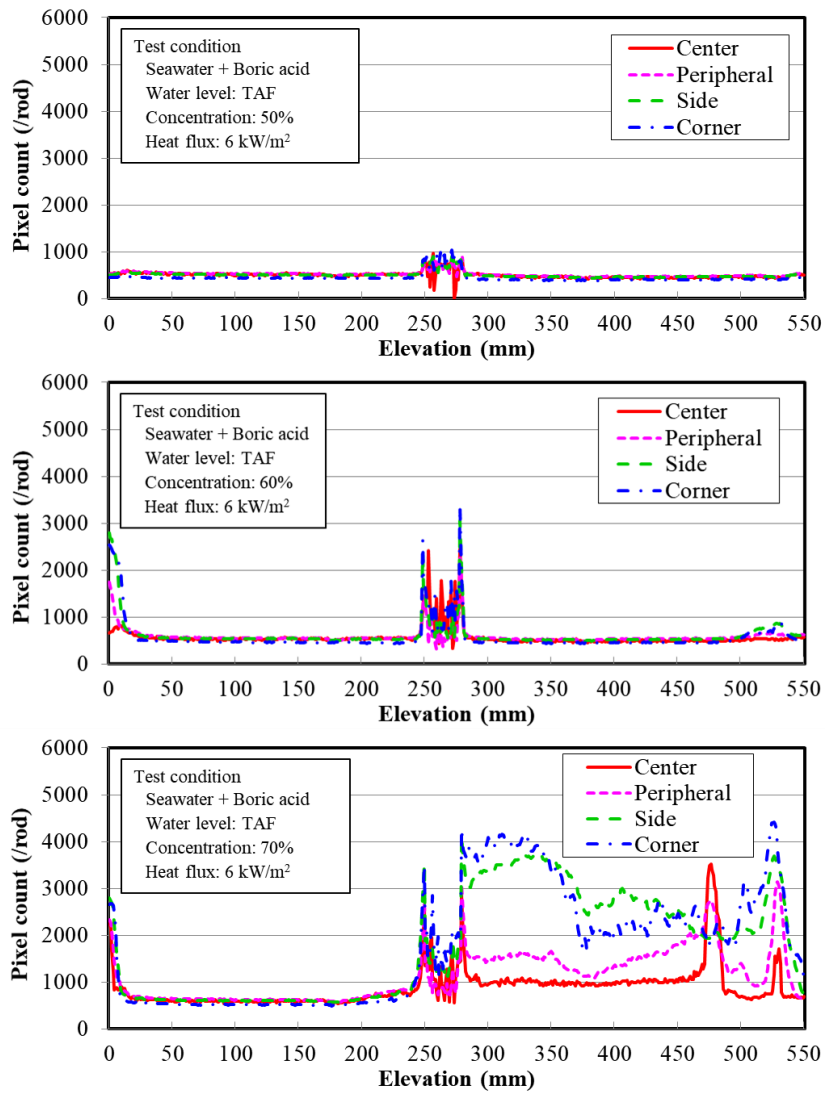 6000
5000
4000
3000
2000
1000
0
Pixel count (/rod)
Test condition
Seawater + Boric acid
Water level: TAF
Concentration: 50%
Heat flux: 6 kW/m²
Center
Peripheral
Side
Corner
0 50 100 150 200 250 300 350 400 450 500 550
Elevation (mm)
6000
5000
4000
3000
2000
1000
0
Pixel count (/rod)
Test condition
Seawater + Boric acid
Water level: TAF
Concentration: 60%
Heat flux: 6 kW/m²
Center
Peripheral
Side
Corner
0 50 100 150 200 250 300 350 400 450 500 550
Elevation (mm)
6000
5000
4000
3000
2000
1000
0
Pixel count (/rod)
Test condition
Seawater + Boric acid
Water level: TAF
Concentration: 70%
Heat flux: 6 kW/m²
Center
Peripheral
Side
Corner
0 50 100 150 200 250 300 350 400 450 500 550
Elevation (mm)